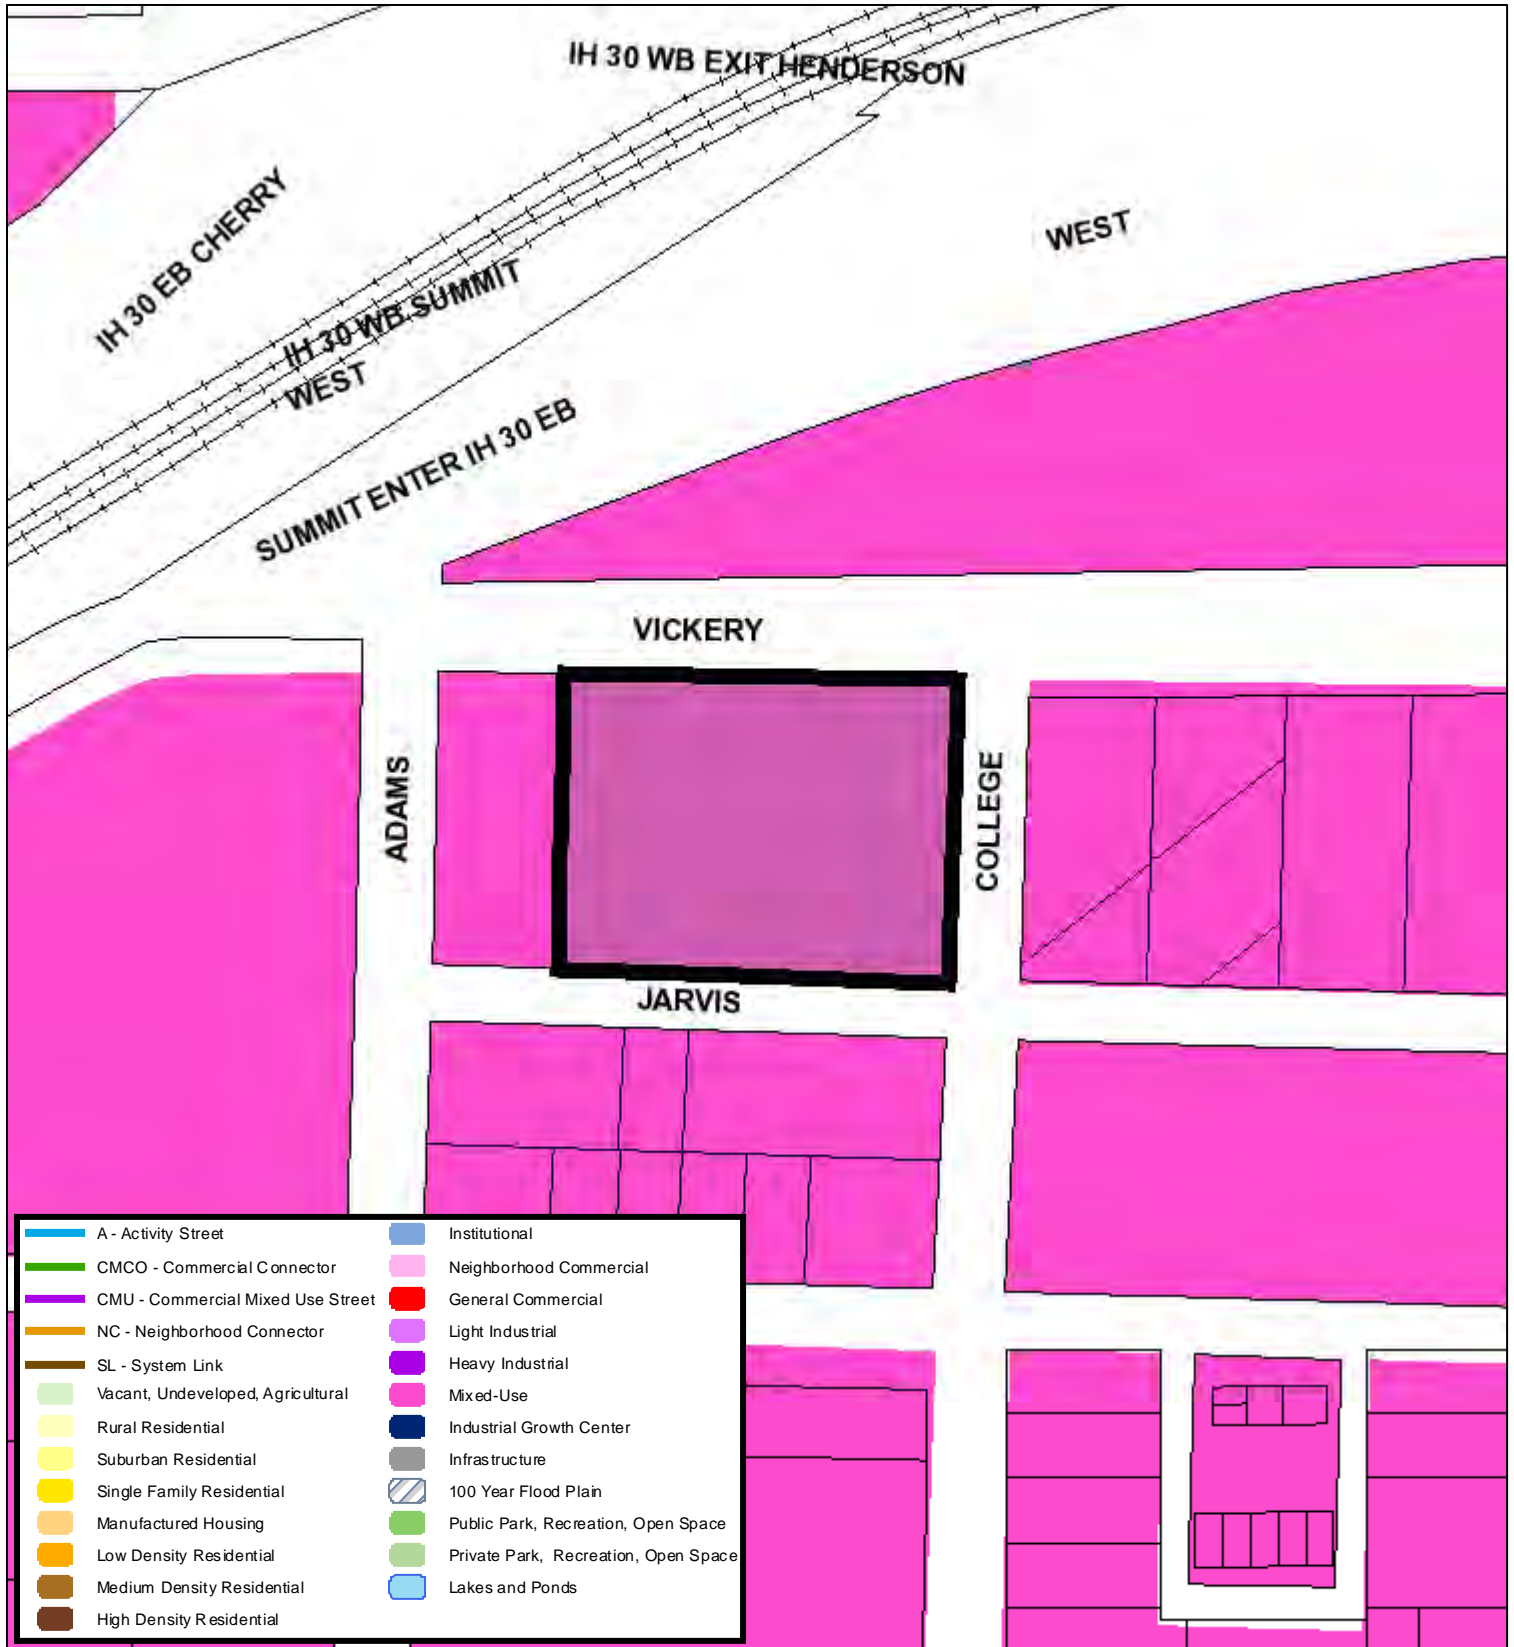 IH 30 WB EXIT HENDERSON
IH 30 EB CHERRY
WEST
IH 30 WB SUMMIT
WEST
SUMMIT ENTER IH 30 EB
VICKERY
ADAMS
COLLEGE
JARVIS
A - Activity Street
CMCO - Commercial Connector
CMU - Commercial Mixed Use Street
NC - Neighborhood Connector
SL - System Link
Vacant, Undeveloped, Agricultural
Rural Residential
Suburban Residential
Single Family Residential
Manufactured Housing
Low Density Residential
Medium Density Residential
High Density Residential
Institutional
Neighborhood Commercial
General Commercial
Light Industrial
Heavy Industrial
Mixed-Use
Industrial Growth Center
Infrastructure
100 Year Flood Plain
Public Park, Recreation, Open Space
Private Park, Recreation, Open Space
Lakes and Ponds